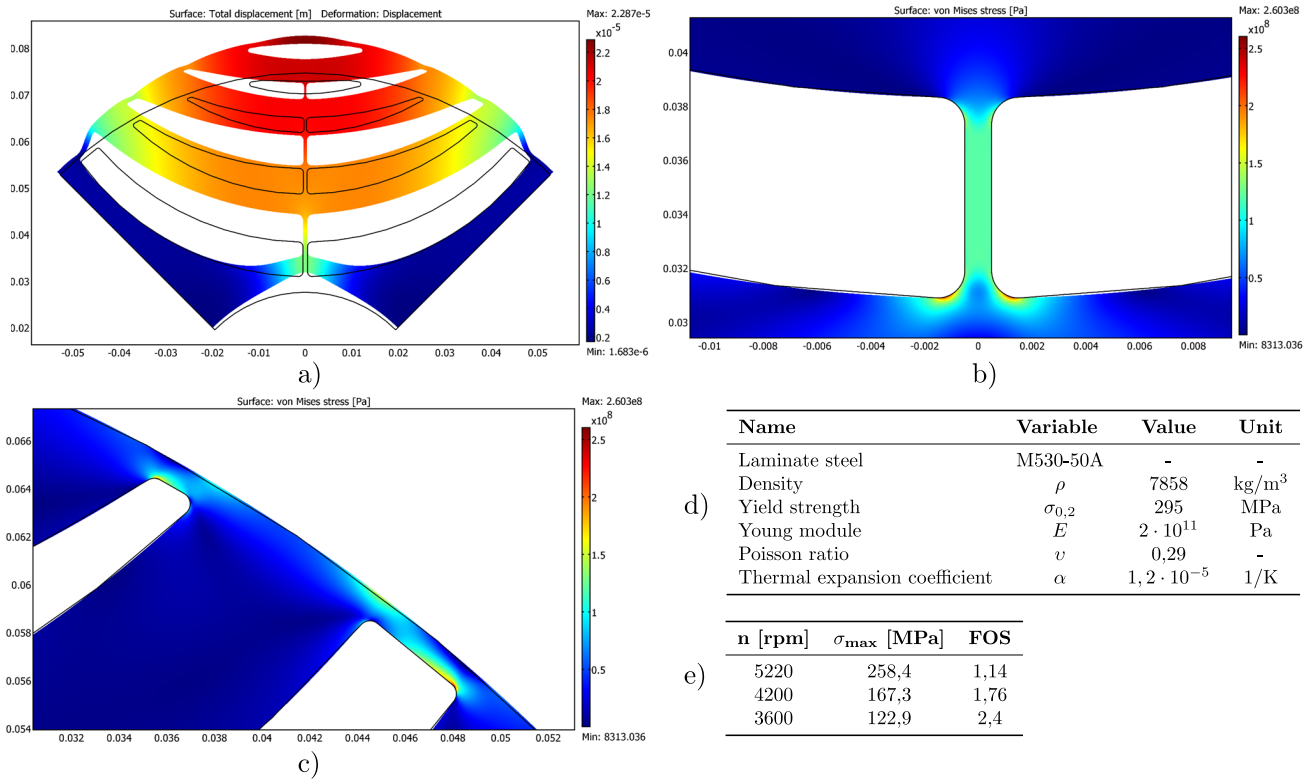 Surface: Total displacement [m] Deformation: Displacement
Max: 2.287e-5
x10⁻⁵
0.08
0.07
0.06
0.05
0.04
0.03
0.02
-0.05 -0.04 -0.03 -0.02 -0.01 0 0.01 0.02 0.03 0.04 0.05
2.2
2
1.8
1.6
1.4
1.2
1
0.8
0.6
0.4
0.2
Min: 1.683e-6
a)
Surface: von Mises stress [Pa]
Max: 2.603e8
x10⁸
0.04
0.038
0.036
0.034
0.032
0.03
-0.01 -0.008 -0.006 -0.004 -0.002 0 0.002 0.004 0.006 0.008
2.5
2
1.5
1
0.5
Min: 8313.036
b)
Surface: von Mises stress [Pa]
Max: 2.603e8
x10⁸
0.066
0.064
0.062
0.06
0.058
0.056
0.054
0.032 0.034 0.036 0.038 0.04 0.042 0.044 0.046 0.048 0.05 0.052
2.5
2
1.5
1
0.5
Min: 8313.036
c)
d)
Name Variable Value Unit
Laminate steel M530-50A - -
Density ρ 7858 kg/m³
Yield strength σ0,2 295 MPa
Young module E 2 · 10¹¹ Pa
Poisson ratio υ 0,29 -
Thermal expansion coefficient α 1, 2 · 10⁻⁵ 1/K
e)
n [rpm] σmax [MPa] FOS
5220 258,4 1,14
4200 167,3 1,76
3600 122,9 2,4